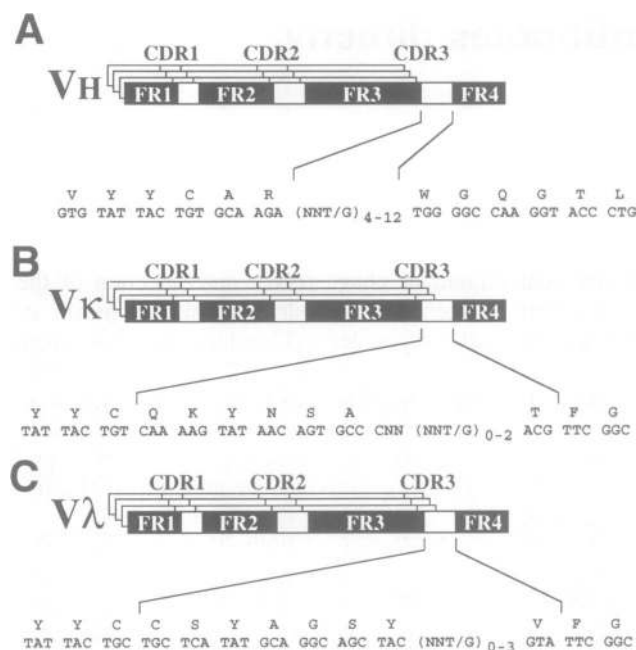 A
CDR1 CDR2 CDR3
VH FR1 FR2 FR3 FR4
V Y Y C A R W G Q G T L
GTG TAT TAC TGT GCA AGA (NNT/G)4-12 TGG GGC CAA GGT ACC CTG
B
CDR1 CDR2 CDR3
Vκ FR1 FR2 FR3 FR4
Y Y C Q K Y N S A T F G
TAT TAC TGT CAA AAG TAT AAC AGT GCC CNN (NNT/G)0-2 ACG TTC GGC
C
CDR1 CDR2 CDR3
Vλ FR1 FR2 FR3 FR4
Y Y C C S Y A G S Y V F G
TAT TAC TGC TGC TCA TAT GCA GGC AGC TAC (NNT/G)0-3 GTA TTC GGC